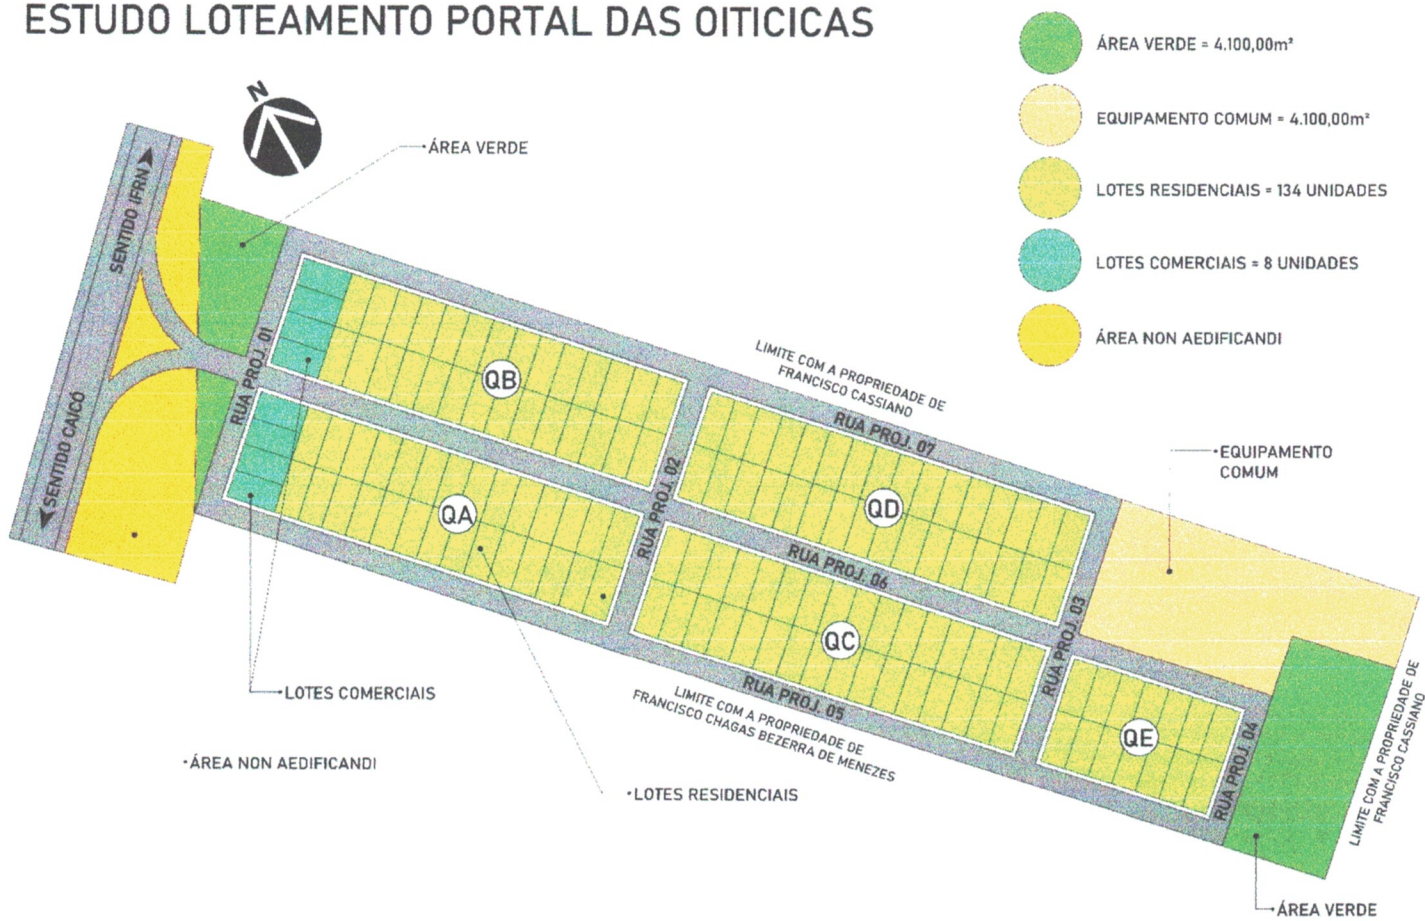 ESTUDO LOTEAMENTO PORTAL DAS OITICICAS
ÁREA VERDE = 4.100,00m²
EQUIPAMENTO COMUM = 4.100,00m²
LOTES RESIDENCIAIS = 134 UNIDADES
LOTES COMERCIAIS = 8 UNIDADES
ÁREA NON AEDIFICANDI
N
ÁREA VERDE
SENTIDO IFRN
SENTIDO CAICÓ
RUA PROJ. 01
QB
QA
RUA PROJ. 02
LIMITE COM A PROPRIEDADE DE
FRANCISCO CASSIANO
RUA PROJ. 07
QD
RUA PROJ. 06
QC
RUA PROJ. 03
EQUIPAMENTO
COMUM
RUA PROJ. 05
LIMITE COM A PROPRIEDADE DE
FRANCISCO CHAGAS BEZERRA DE MENEZES
QE
RUA PROJ. 04
LIMITE COM A PROPRIEDADE DE
FRANCISCO CASSIANO
LOTES COMERCIAIS
ÁREA NON AEDIFICANDI
LOTES RESIDENCIAIS
ÁREA VERDE